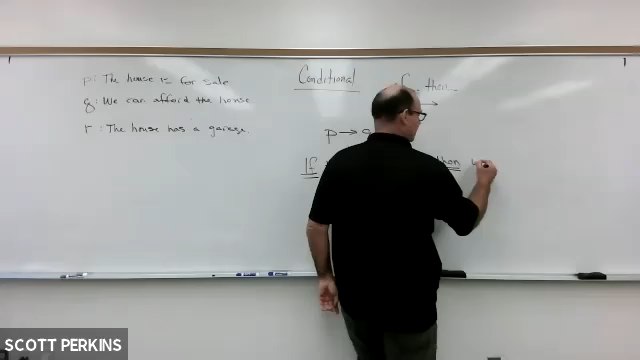 p: The house is for sale
q: We can afford the house
r: The house has a garage.
Conditional
then
→
p → q
If then
SCOTT PERKINS